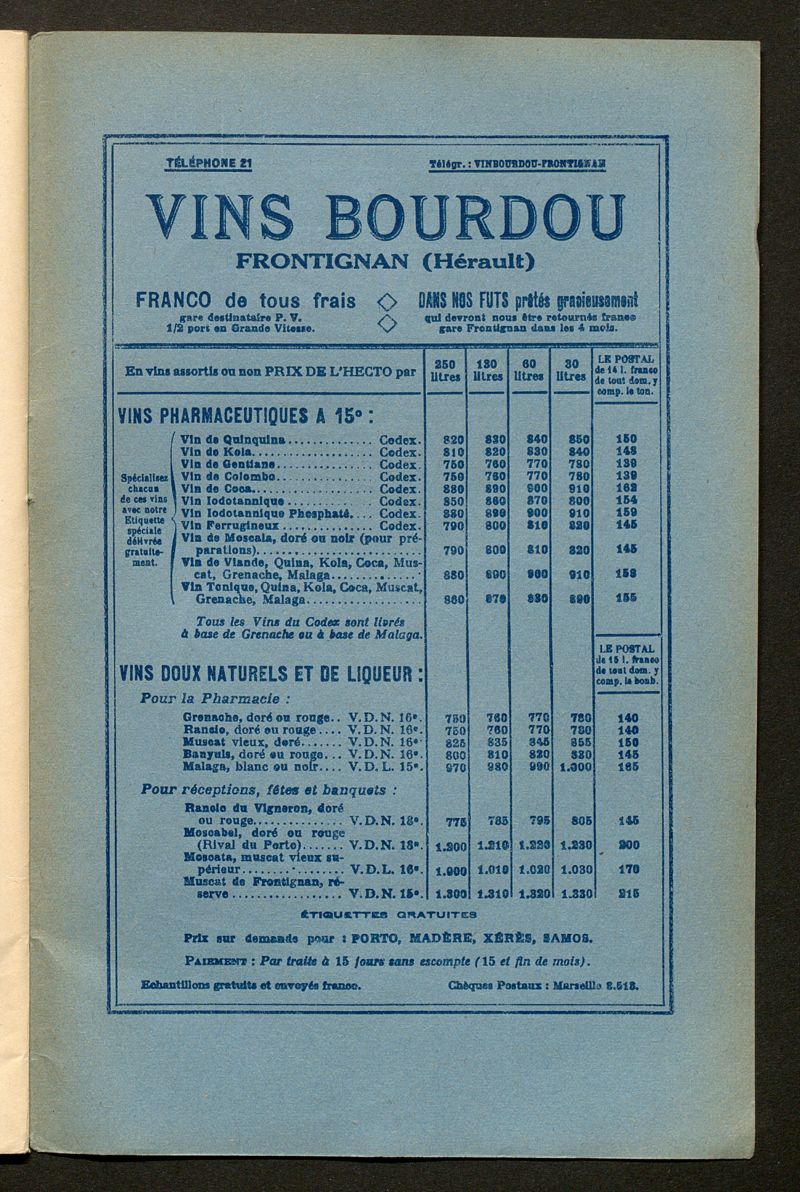 TÉLÉPHONE 21 Télégr. : VINBOURDOU-FRONTIGNAN
VINS BOURDOU
FRONTIGNAN (Hérault)
FRANCO de tous frais
gare destinataire P. V.
1/2 port en Grande Vitesse.
DANS NOS FUTS prêtés gracieusement
qui devront nous être retournés franco
gare Frontignan dans les 4 mois.
En vins assortis ou non PRIX DE L'HECTO par 250 litres 130 litres 60 litres 30 litres
LE POSTAL
de 14 l. franco
de tout dom. y
comp. le ton.
VINS PHARMACEUTIQUES A 15° :
Spécialisez
chacun
de ces vins
avec notre
Etiquette
spéciale
délivrée
gratuite-
ment.
Vin de Quinquina.............. Codex. 820 830 840 850 150
Vin de Kola.................... Codex. 810 820 830 840 148
Vin de Gentiane................ Codex. 750 760 770 780 139
Vin de Colombo................ Codex. 750 760 770 780 139
Vin de Coca.................... Codex. 880 890 900 910 162
Vin Iodotannique.............. Codex. 850 860 870 800 154
Vin Iodotannique Phosphaté.... Codex. 880 890 900 910 159
Vin Ferrugineux............... Codex. 790 800 810 820 145
Vin de Moscala, doré ou noir (pour pré-
parations)........................... 790 800 810 820 145
Vin de Viande, Quina, Kola, Coca, Mus-
cat, Grenache, Malaga.............. 880 890 900 910 158
Vin Tonique, Quina, Kola, Coca, Muscat,
Grenache, Malaga................... 860 870 880 890 155
Tous les Vins du Codex sont livrés
à base de Grenache ou à base de Malaga.
LE POSTAL
de 15 l. franco
de tout dom. y
comp. la bonb.
VINS DOUX NATURELS ET DE LIQUEUR :
Pour la Pharmacie :
Grenache, doré ou rouge.. V. D. N. 16°. 750 760 770 780 140
Rancio, doré ou rouge.... V. D. N. 16°. 750 760 770 780 140
Muscat vieux, doré....... V. D. N. 16°. 825 835 845 855 150
Banyuls, doré ou rouge... V. D. N. 16°. 800 810 820 830 145
Malaga, blanc ou noir.... V. D. L. 15°. 970 980 990 1.000 165
Pour réceptions, fêtes et banquets :
Rancio du Vigneron, doré
ou rouge............... V. D. N. 18°. 775 785 795 805 145
Moscabel, doré ou rouge
(Rival du Porto)....... V. D. N. 18°. 1.200 1.210 1.220 1.230 200
Moscata, muscat vieux su-
périeur................ V. D. L. 16°. 1.000 1.010 1.020 1.030 170
Muscat de Frontignan, ré-
serve.................. V. D. N. 15°. 1.300 1.310 1.320 1.330 215
ÉTIQUETTES GRATUITES
Prix sur demande pour : PORTO, MADÈRE, XÉRÈS, SAMOS.
PAIEMENT : Par traite à 15 jours sans escompte (15 et fin de mois).
Echantillons gratuits et envoyés franco. Chèques Postaux : Marseille 8.518.